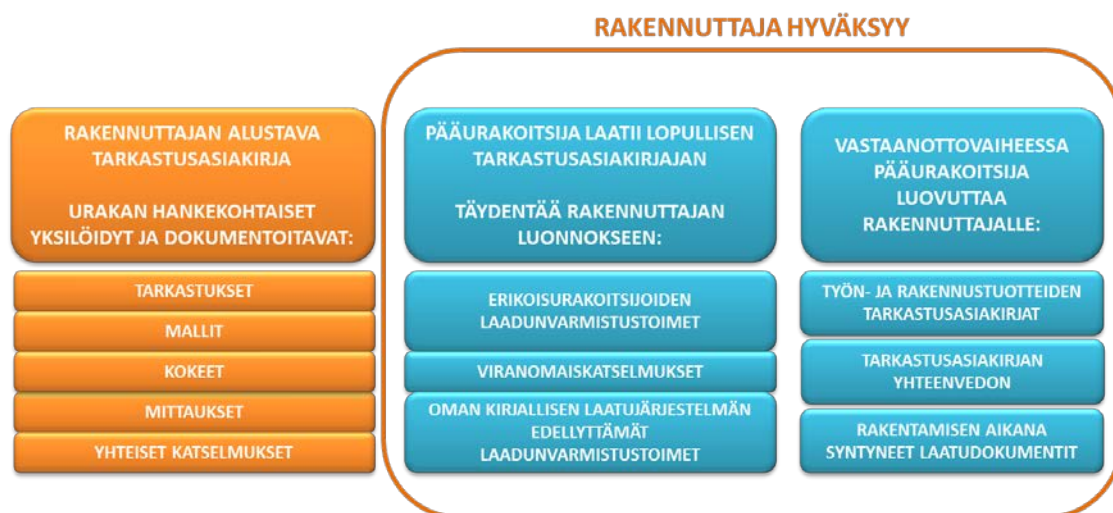 RAKENNUTTAJA HYVÄKSYY
RAKENNUTTAJAN ALUSTAVA
TARKASTUSASIAKIRJA
URAKAN HANKEKOHTAISET
YKSILÖIDYT JA DOKUMENTOITAVAT:
TARKASTUKSET
MALLIT
KOKEET
MITTAUKSET
YHTEISET KATSELMUKSET
PÄÄURAKOITSIJA LAATII LOPULLISEN
TARKASTUSASIAKIRJAJAN
TÄYDENTÄÄ RAKENNUTTAJAN
LUONNOKSEEN:
ERIKOISURAKOITSIJOIDEN
LAADUNVARMISTUSTOIMET
VIRANOMAISKATSELMUKSET
OMAN KIRJALLISEN LAATUJÄRJESTELMÄN
EDELLYTTÄMÄT
LAADUNVARMISTUSTOIMET
VASTAANOTTOVAIHEESSA
PÄÄURAKOITSIJA
LUOVUTTAA
RAKENNUTTAJALLE:
TYÖN- JA RAKENNUSTUOTTEIDEN
TARKASTUSASIAKIRJAT
TARKASTUSASIAKIRJAN
YHTEENVEDON
RAKENTAMISEN AIKANA
SYNTYNEET LAATUDOKUMENTIT